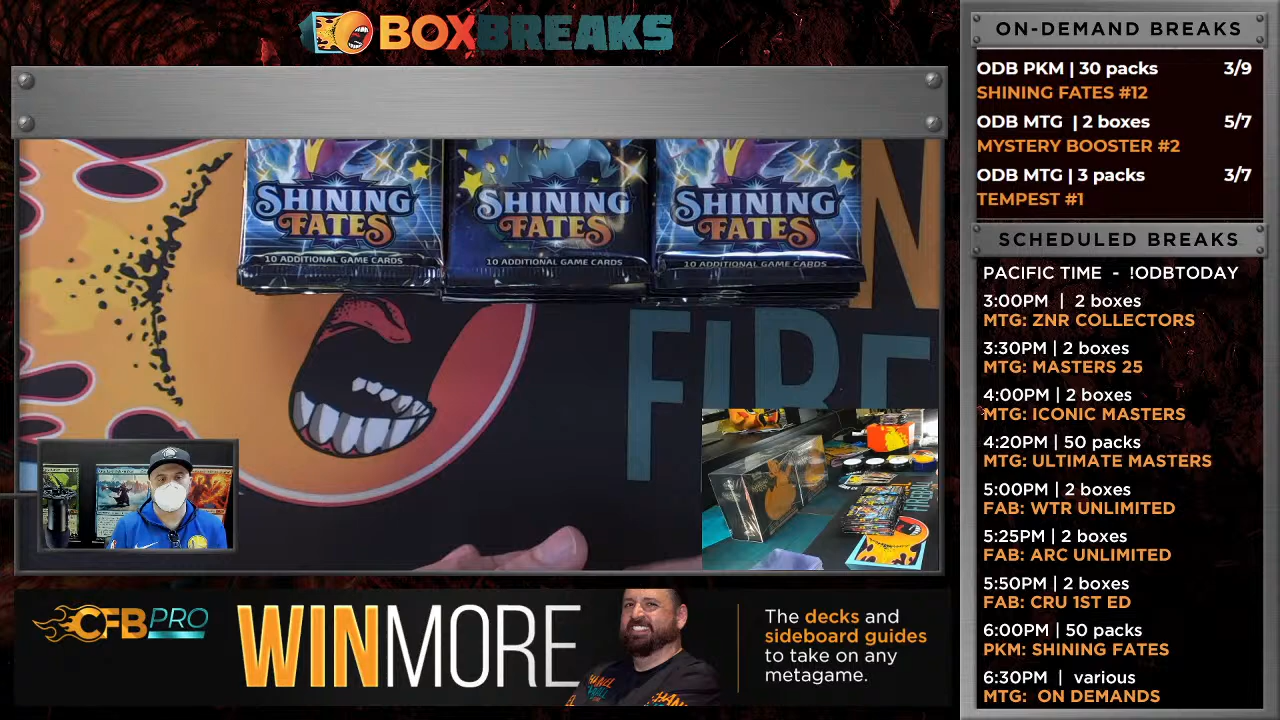 BOXBREAKS
SHINING
FATES
10 ADDITIONAL GAME CARDS
SHINING
FATES
10 ADDITIONAL GAME CARDS
SHINING
FATES
10 ADDITIONAL GAME CARDS
FIRE
CFBPRO
WINMORE
The decks and
sideboard guides
to take on any
metagame.
ON-DEMAND BREAKS
ODB PKM | 30 packs 3/9
SHINING FATES #12
ODB MTG | 2 boxes 5/7
MYSTERY BOOSTER #2
ODB MTG | 3 packs 3/7
TEMPEST #1
SCHEDULED BREAKS
PACIFIC TIME - !ODBTODAY
3:00PM | 2 boxes
MTG: ZNR COLLECTORS
3:30PM | 2 boxes
MTG: MASTERS 25
4:00PM | 2 boxes
MTG: ICONIC MASTERS
4:20PM | 50 packs
MTG: ULTIMATE MASTERS
5:00PM | 2 boxes
FAB: WTR UNLIMITED
5:25PM | 2 boxes
FAB: ARC UNLIMITED
5:50PM | 2 boxes
FAB: CRU 1ST ED
6:00PM | 50 packs
PKM: SHINING FATES
6:30PM | various
MTG: ON DEMANDS